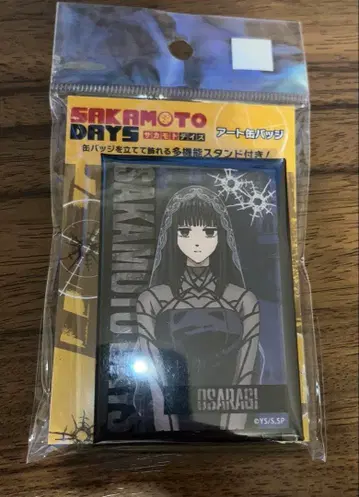 SAKAMOTO
DAYS
サカモトデイズ
アート缶バッジ
缶バッジを立てて飾れる多機能スタンド付き!
SAKAMOTO DAYS
OSARAGI
©YS/S,SP